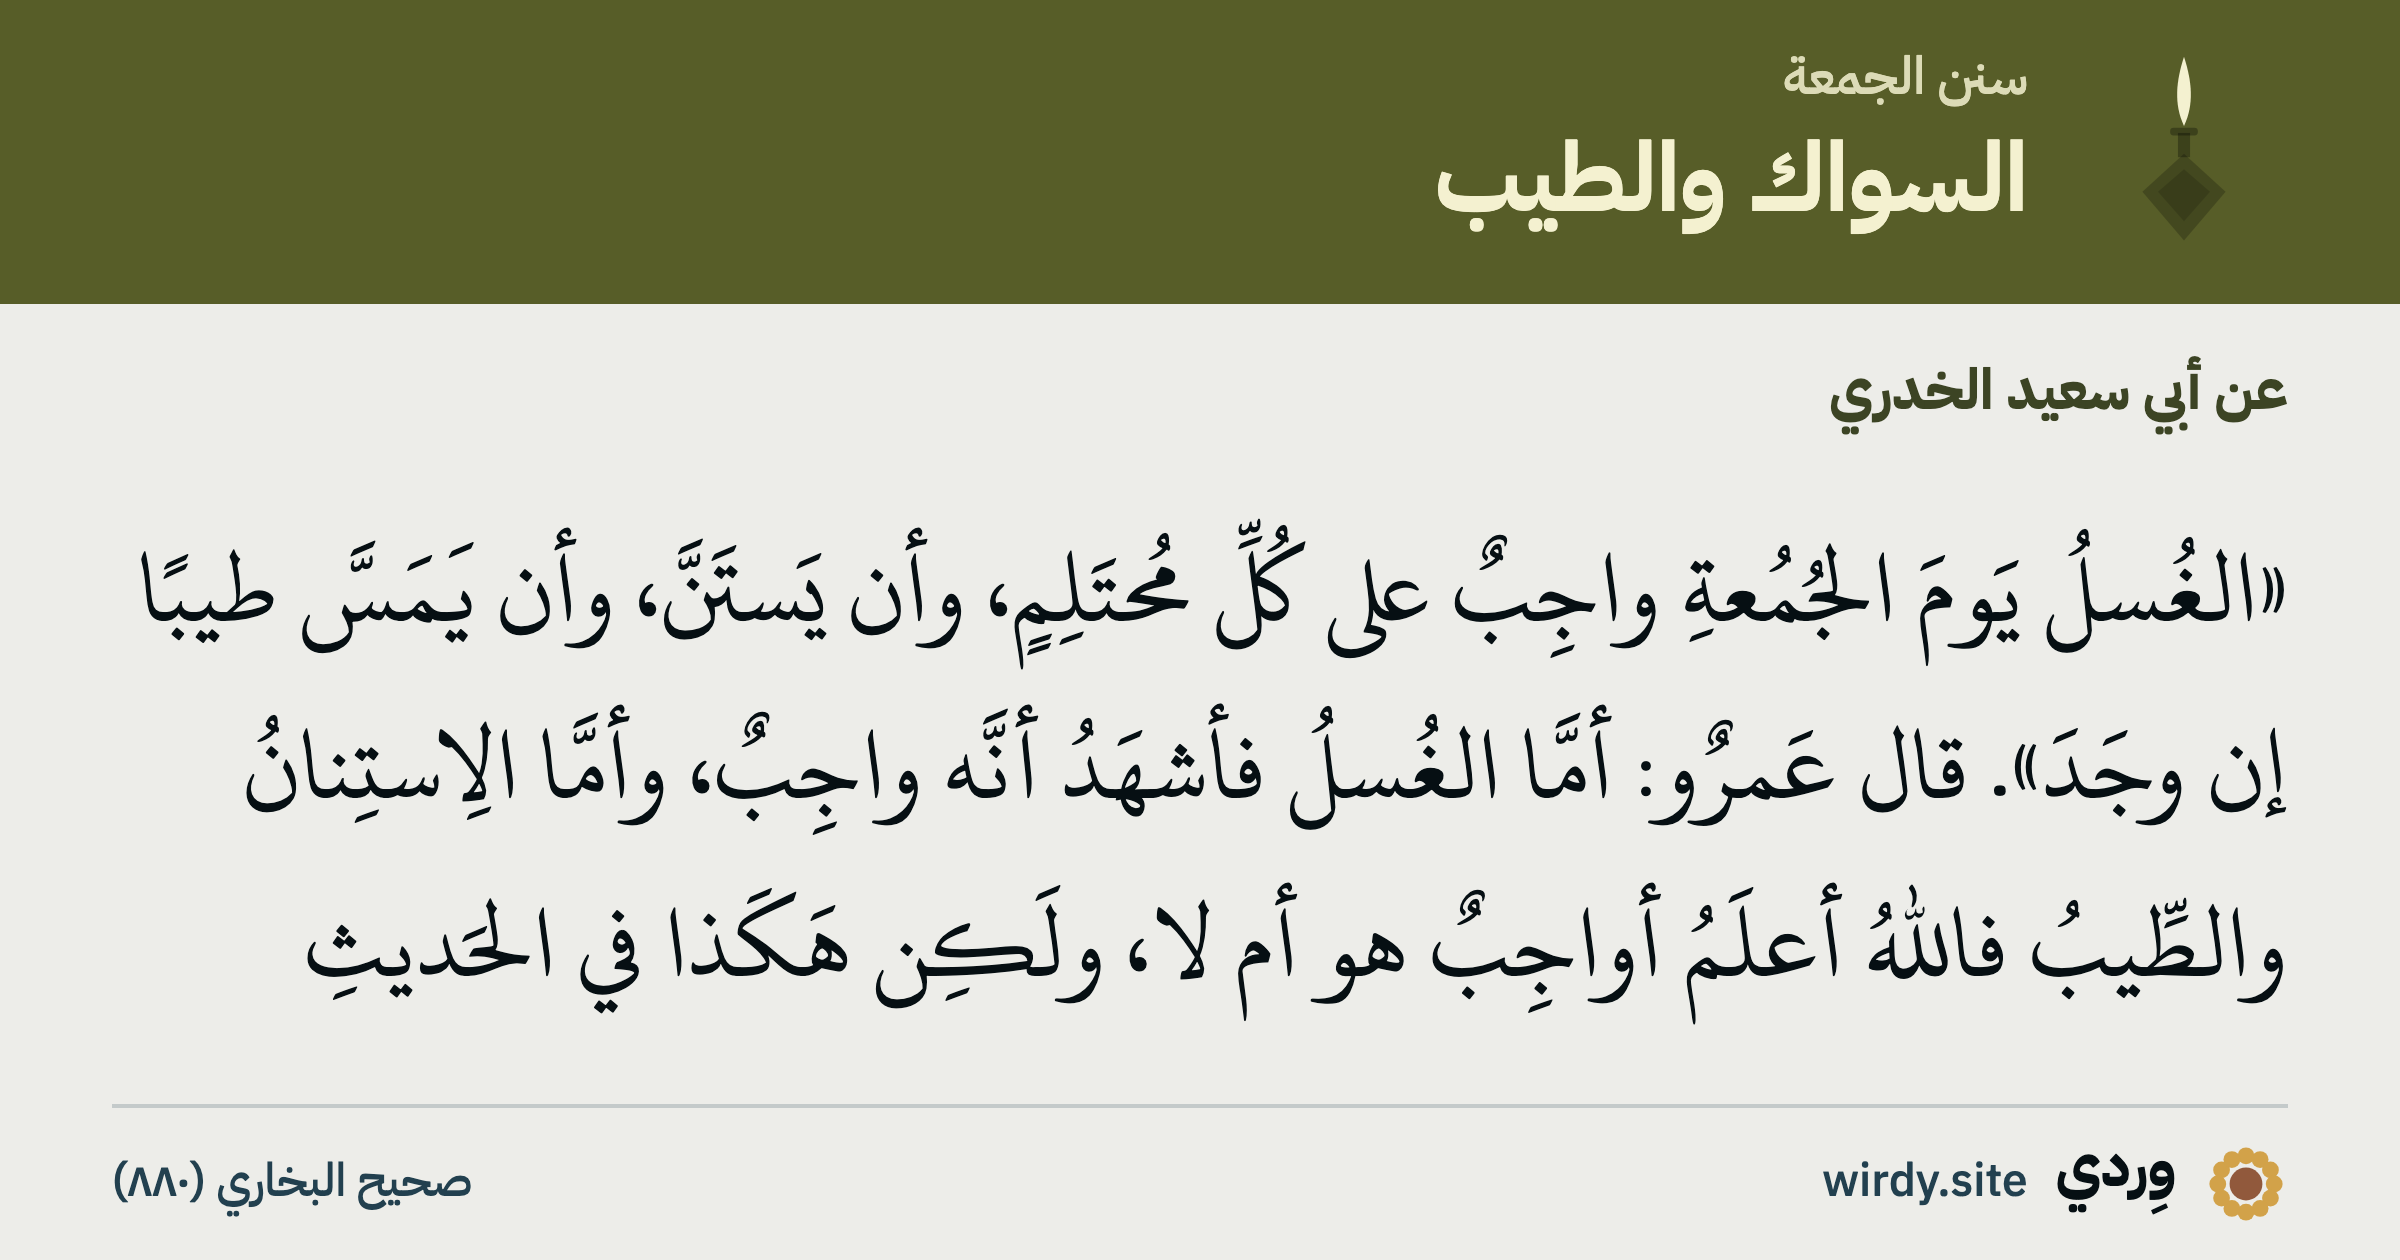 سنن الجمعة
السواك والطيب
عن أبي سعيد الخدري
«الغُسلُ يَومَ الجُمُعةِ واجِبٌ على كُلِّ مُحتَلِمٍ، وأن يَستَنَّ، وأن يَمَسَّ طيبًا
إن وجَدَ». قال عَمرٌو: أمَّا الغُسلُ فأشهَدُ أنَّه واجِبٌ، وأمَّا الِاستِنانُ
والطِّيبُ فاللهُ أعلَمُ أواجِبٌ هو أم لا، ولَكِن هَكَذا في الحَديثِ
وِردي wirdy.site
صحيح البخاري (٨٨٠)